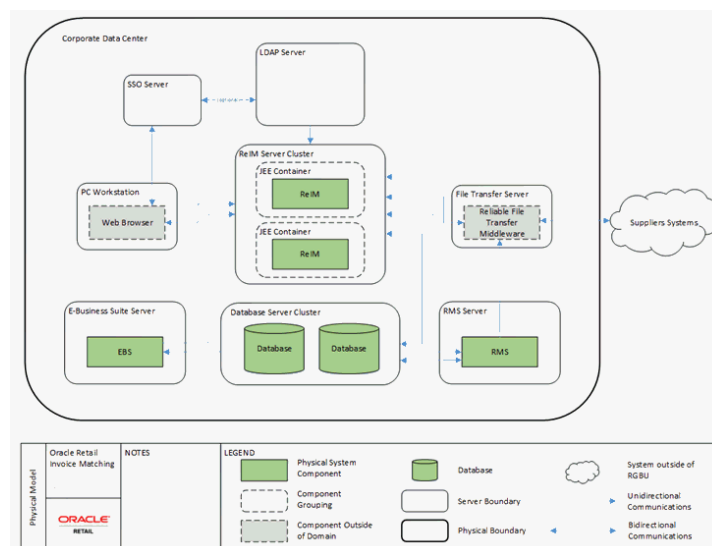 Corporate Data Center
LDAP Server
SSO Server
ReIM Server Cluster
JEE Container
ReIM
JEE Container
ReIM
PC Workstation
Web Browser
File Transfer Server
Reliable File
Transfer
Middleware
Suppliers Systems
E-Business Suite Server
EBS
Database Server Cluster
Database
Database
RMS Server
RMS
Physical Model
Oracle Retail
Invoice Matching
ORACLE
RETAIL
NOTES
LEGEND
Physical System
Component
Component
Grouping
Component Outside
of Domain
Database
Server Boundary
Physical Boundary
System outside of
RGBU
Unidirectional
Communications
Bidirectional
Communications